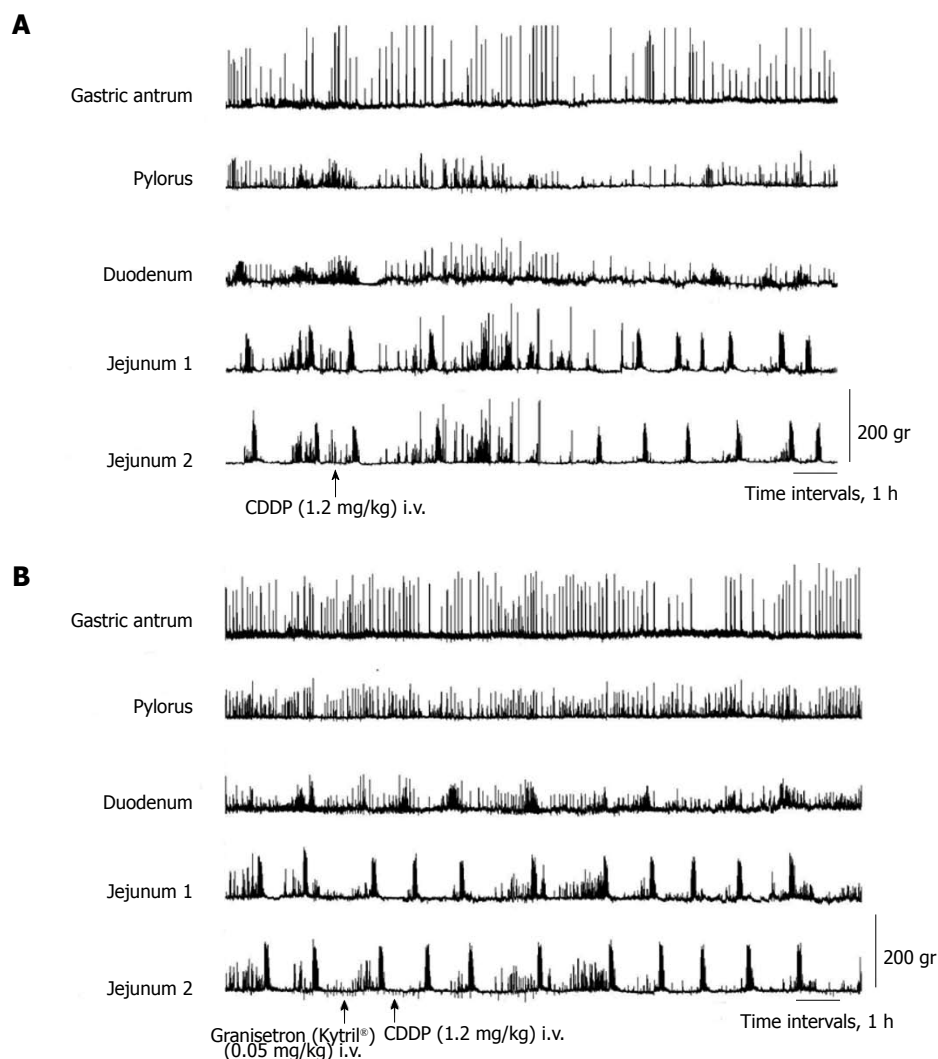 A
Gastric antrum
Pylorus
Duodenum
Jejunum 1
Jejunum 2
200 gr
Time intervals, 1 h
CDDP (1.2 mg/kg) i.v.
B
Gastric antrum
Pylorus
Duodenum
Jejunum 1
Jejunum 2
200 gr
Time intervals, 1 h
Granisetron (Kytril®) CDDP (1.2 mg/kg) i.v.
(0.05 mg/kg) i.v.